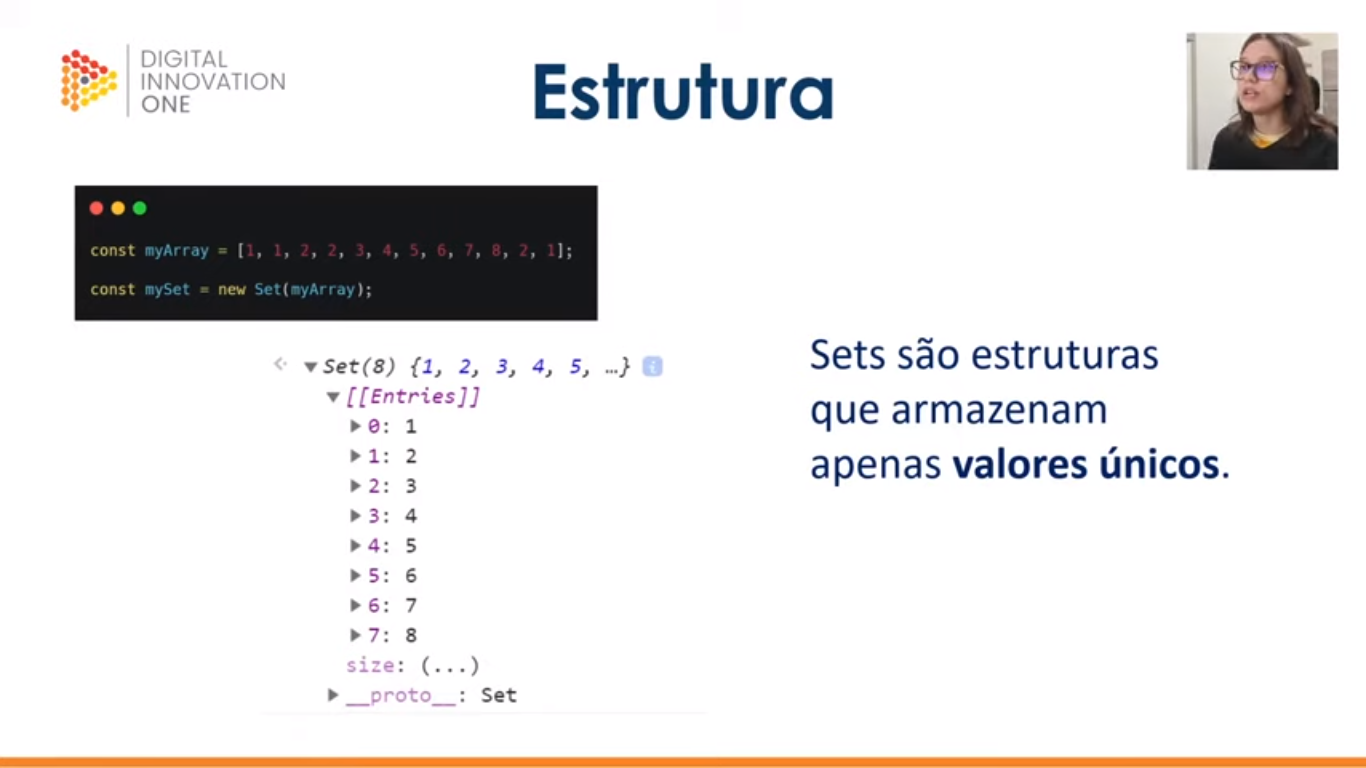 DIGITAL
INNOVATION
ONE
Estrutura
const myArray = [1, 1, 2, 2, 3, 4, 5, 6, 7, 8, 2, 1];
const mySet = new Set(myArray);
Set(8) {1, 2, 3, 4, 5, …} i
[[Entries]]
0: 1
1: 2
2: 3
3: 4
4: 5
5: 6
6: 7
7: 8
size: (...)
__proto__: Set
Sets são estruturas
que armazenam
apenas valores únicos.